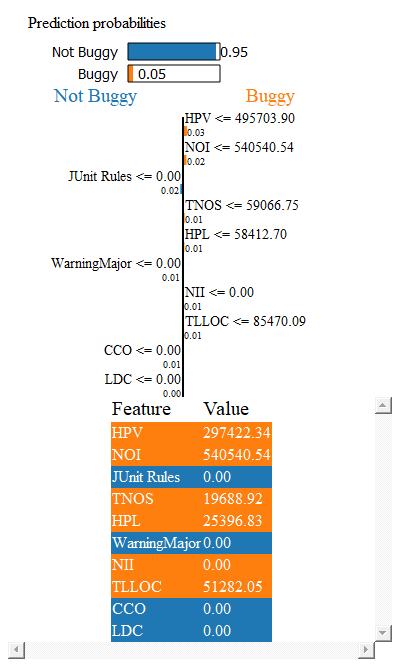 Prediction probabilities
Not Buggy 0.95
Buggy 0.05
Not Buggy Buggy
HPV <= 495703.90
0.03
NOI <= 540540.54
0.02
JUnit Rules <= 0.00
0.02
TNOS <= 59066.75
0.01
HPL <= 58412.70
0.01
WarningMajor <= 0.00
0.01
NII <= 0.00
0.01
TLLOC <= 85470.09
0.01
CCO <= 0.00
0.01
LDC <= 0.00
0.00
Feature Value
HPV 297422.34
NOI 540540.54
JUnit Rules 0.00
TNOS 19688.92
HPL 25396.83
WarningMajor 0.00
NII 0.00
TLLOC 51282.05
CCO 0.00
LDC 0.00